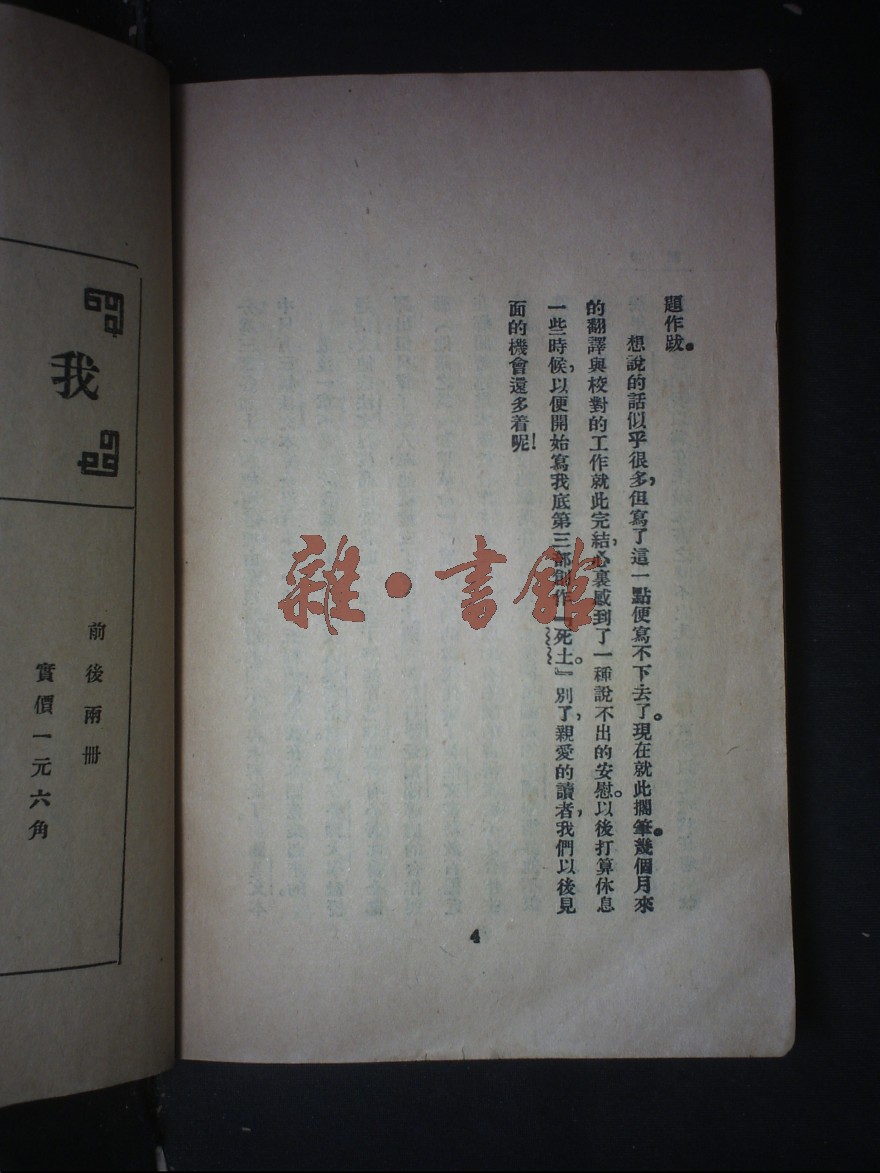 題作跋。
想說的話似乎很多，但寫了這一點便寫不下去了。現在就此擱筆。幾個月來
的翻譯與校對的工作就此完結，心裏感到了一種說不出的安慰。以後打算休息
一些時候，以便開始寫我底第三部創作『死土。』別了，親愛的讀者，我們以後見
面的機會還多着呢！
4
雜·書館
我
前後兩冊
實價一元六角